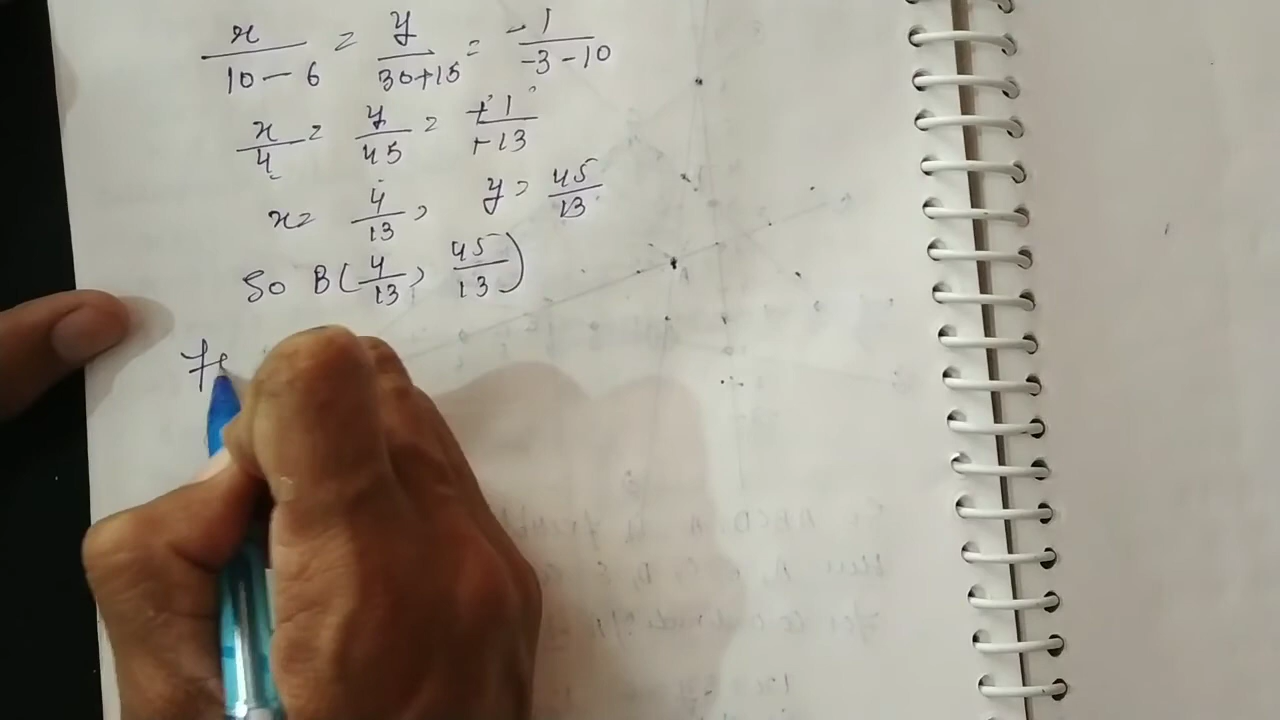 x/(10 - 6) = y/(30+15) = -1/(-3 - 10)
x/4 = y/45 = +1/+13
x = 4/13, y = 45/13
So B(4/13, 45/13)